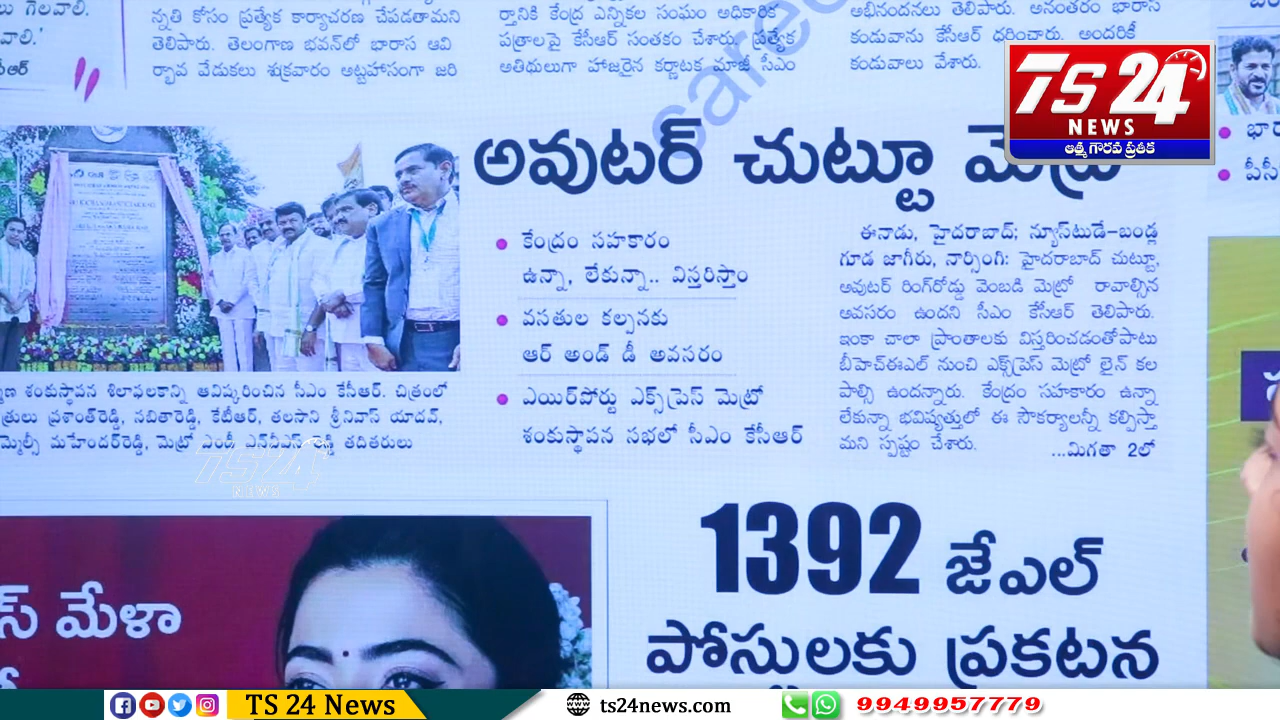 న్నతి కోసం ప్రత్యేక కార్యాచరణ చేపడతామని
తెలిపారు. తెలంగాణ భవన్‌లో భారాస ఆవి
ర్భావ వేడుకలు శుక్రవారం అట్టహాసంగా జరి
గెలవాలి.
వాలి.'
ర్తానికి కేంద్ర ఎన్నికల సంఘం అధికారిక
పత్రాలపై కేసీఆర్ సంతకం చేశారు. ప్రత్యేక
అతిథులుగా హాజరైన కర్ణాటక మాజీ సీఎం
అభినందనలు తెలిపారు. అనంతరం భారాస
కండువాను కేసీఆర్ ధరించారు. అందరికీ
కండువాలు వేశారు.
TS 24
NEWS
ఆత్మ గౌరవ ప్రతీక
అవుటర్ చుట్టూ మెట్రో
• కేంద్రం సహకారం
ఉన్నా, లేకున్నా.. విస్తరిస్తాం
• వసతుల కల్పనకు
ఆర్ అండ్ డీ అవసరం
• ఎయిర్‌పోర్టు ఎక్స్‌ప్రెస్ మెట్రో
శంకుస్థాపన సభలో సీఎం కేసీఆర్
ఈనాడు, హైదరాబాద్; న్యూస్‌టుడే-బండ్ల
గూడ జాగీరు, నార్సింగి: హైదరాబాద్ చుట్టూ,
అవుటర్ రింగ్‌రోడ్డు వెంబడి మెట్రో రావాల్సిన
అవసరం ఉందని సీఎం కేసీఆర్ తెలిపారు.
ఇంకా చాలా ప్రాంతాలకు విస్తరించడంతోపాటు
బీహెచ్‌ఈఎల్ నుంచి ఎక్స్‌ప్రెస్ మెట్రో లైన్ కల
పాల్సి ఉందన్నారు. కేంద్రం సహకారం ఉన్నా
లేకున్నా భవిష్యత్తులో ఈ సౌకర్యాలన్నీ కల్పిస్తా
మని స్పష్టం చేశారు. ...మిగతా 2లో
శంకుస్థాపన శిలాఫలకాన్ని ఆవిష్కరించిన సీఎం కేసీఆర్. చిత్రంలో
త్రులు ప్రశాంత్‌రెడ్డి, సబితారెడ్డి, కేటీఆర్, తలసాని శ్రీనివాస్ యాదవ్,
మ్మెల్సీ మహేందర్‌రెడ్డి, మెట్రో ఎండీ ఎన్‌వీఎస్ రెడ్డి తదితరులు
TS 24
NEWS
స్ మేళా
1392 జేఎల్
పోస్టులకు ప్రకటన
TS 24 News
ts24news.com
9949957779